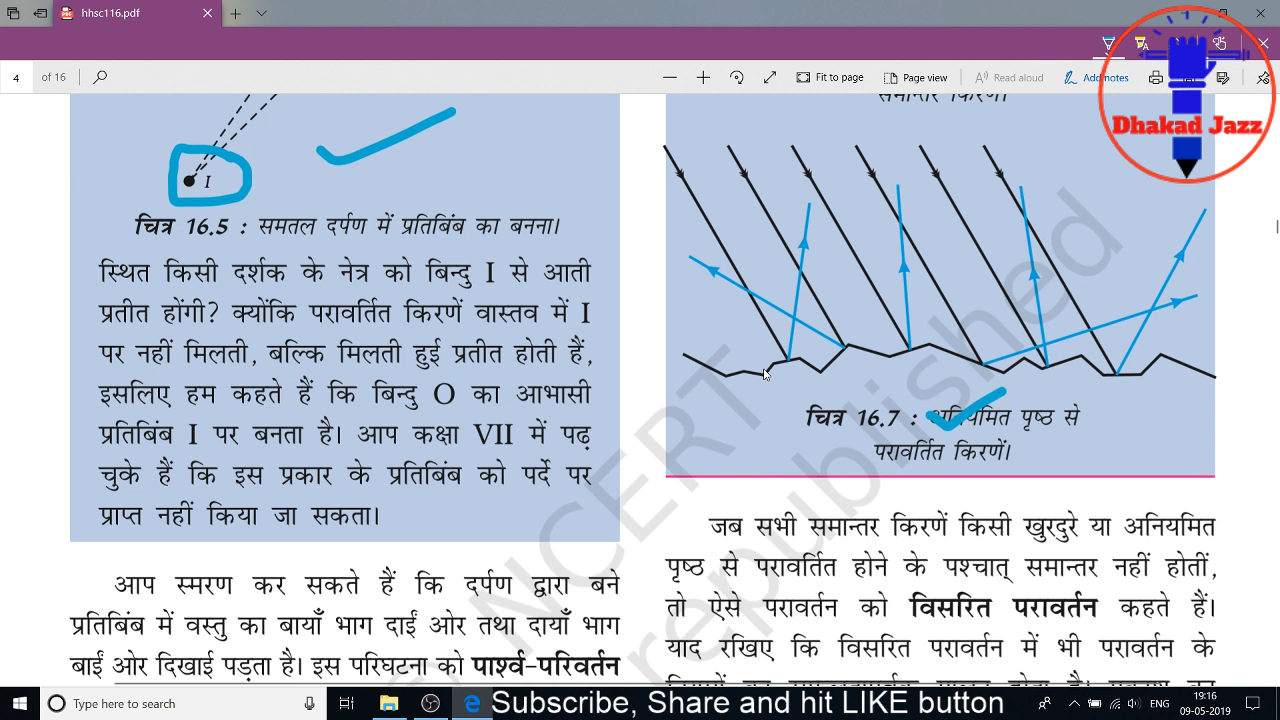 hhsc116.pdf
4 of 16
Fit to page
Page view
Read aloud
Add notes
Dhakad Jazz
I
चित्र 16.5 : समतल दर्पण में प्रतिबिंब का बनना।
स्थित किसी दर्शक के नेत्र को बिन्दु I से आती
प्रतीत होंगी? क्योंकि परावर्तित किरणें वास्तव में I
पर नहीं मिलती, बल्कि मिलती हुई प्रतीत होती हैं,
इसलिए हम कहते हैं कि बिन्दु O का आभासी
प्रतिबिंब I पर बनता है। आप कक्षा VII में पढ़
चुके हैं कि इस प्रकार के प्रतिबिंब को पर्दे पर
प्राप्त नहीं किया जा सकता।
आप स्मरण कर सकते हैं कि दर्पण द्वारा बने
प्रतिबिंब में वस्तु का बायाँ भाग दाईं ओर तथा दायाँ भाग
बाईं ओर दिखाई पड़ता है। इस परिघटना को पार्श्व-परिवर्तन
समान्तर किरणें।
चित्र 16.7 : अनियमित पृष्ठ से
परावर्तित किरणें।
जब सभी समान्तर किरणें किसी खुरदुरे या अनियमित
पृष्ठ से परावर्तित होने के पश्चात् समान्तर नहीं होतीं,
तो ऐसे परावर्तन को विसरित परावर्तन कहते हैं।
याद रखिए कि विसरित परावर्तन में भी परावर्तन के
NCERT
republished
Type here to search
Subscribe, Share and hit LIKE button
19:16
09-05-2019